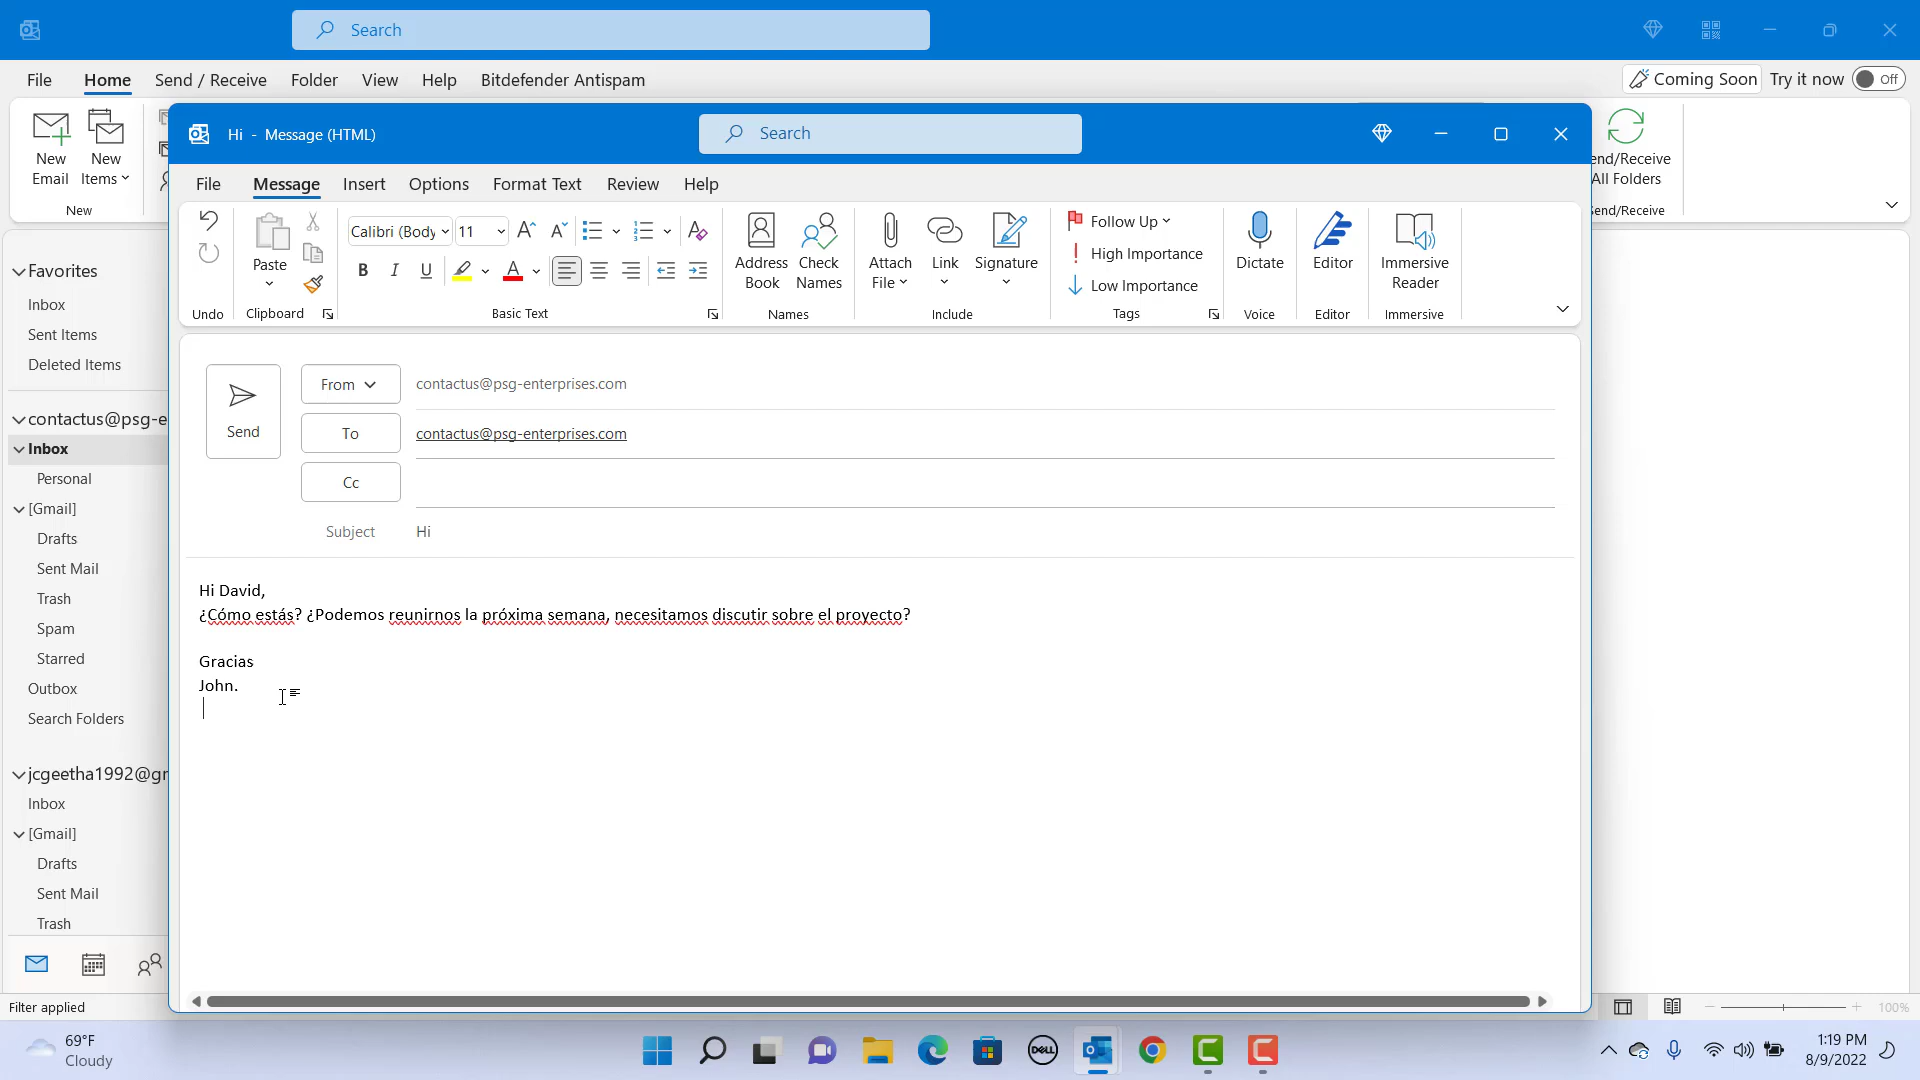 Search
File
Home
Send / Receive
Folder
View
Help
Bitdefender Antispam
Coming Soon
Try it now
Off
New
Email
New
Items
New
Hi - Message (HTML)
Search
end/Receive
All Folders
Send/Receive
File
Message
Insert
Options
Format Text
Review
Help
Undo
Paste
Clipboard
Calibri (Body
11
Basic Text
Address
Book
Check
Names
Names
Attach
File
Link
Signature
Include
Follow Up
High Importance
Low Importance
Tags
Dictate
Voice
Editor
Editor
Immersive
Reader
Immersive
Favorites
Inbox
Sent Items
Deleted Items
contactus@psg-e
Inbox
Personal
[Gmail]
Drafts
Sent Mail
Trash
Spam
Starred
Outbox
Search Folders
jcgeetha1992@gr
Inbox
[Gmail]
Drafts
Sent Mail
Trash
Send
From
contactus@psg-enterprises.com
To
contactus@psg-enterprises.com
Cc
Subject
Hi
Hi David,
¿Cómo estás? ¿Podemos reunirnos la próxima semana, necesitamos discutir sobre el proyecto?
Gracias
John.
Filter applied
100%
69°F
Cloudy
DELL
1:19 PM
8/9/2022